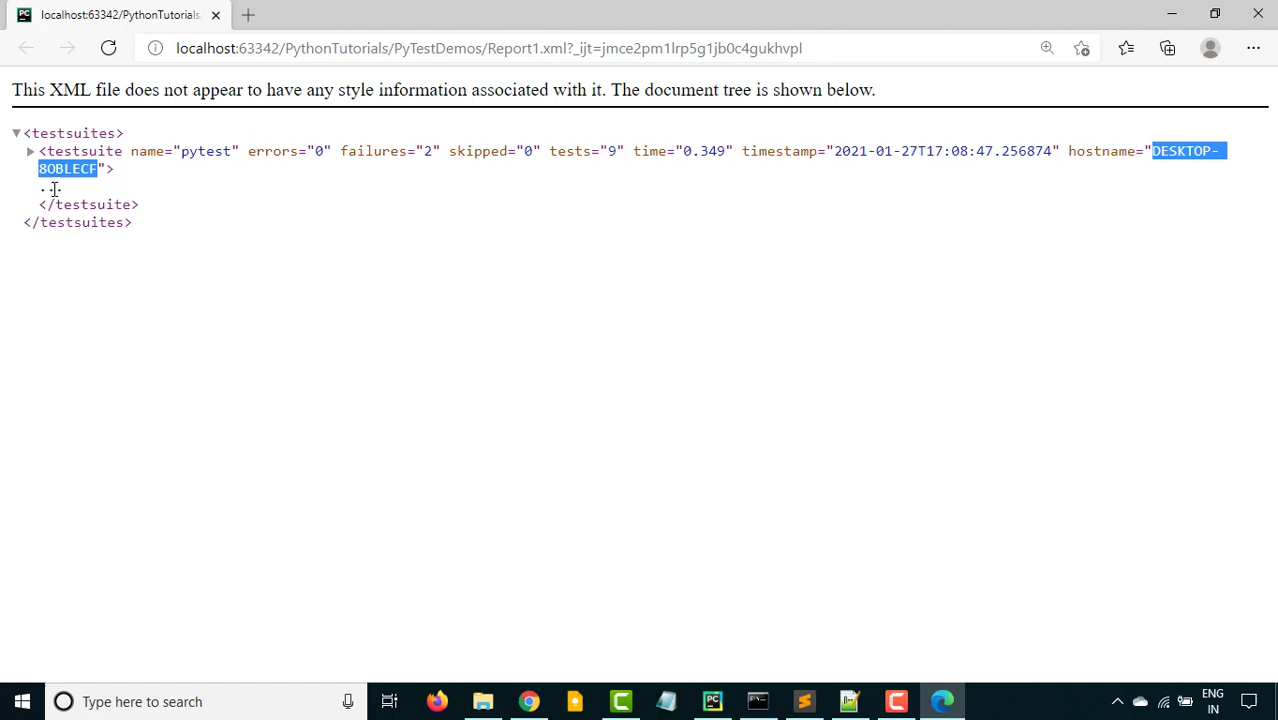 localhost:63342/PythonTutorials/
localhost:63342/PythonTutorials/PyTestDemos/Report1.xml?_ijt=jmce2pm1lrp5g1jb0c4gukhvpl
This XML file does not appear to have any style information associated with it. The document tree is shown below.
▼<testsuites>
▶<testsuite name="pytest" errors="0" failures="2" skipped="0" tests="9" time="0.349" timestamp="2021-01-27T17:08:47.256874" hostname="DESKTOP-
8OBLECF">
...
</testsuite>
</testsuites>
Type here to search
ENG
IN